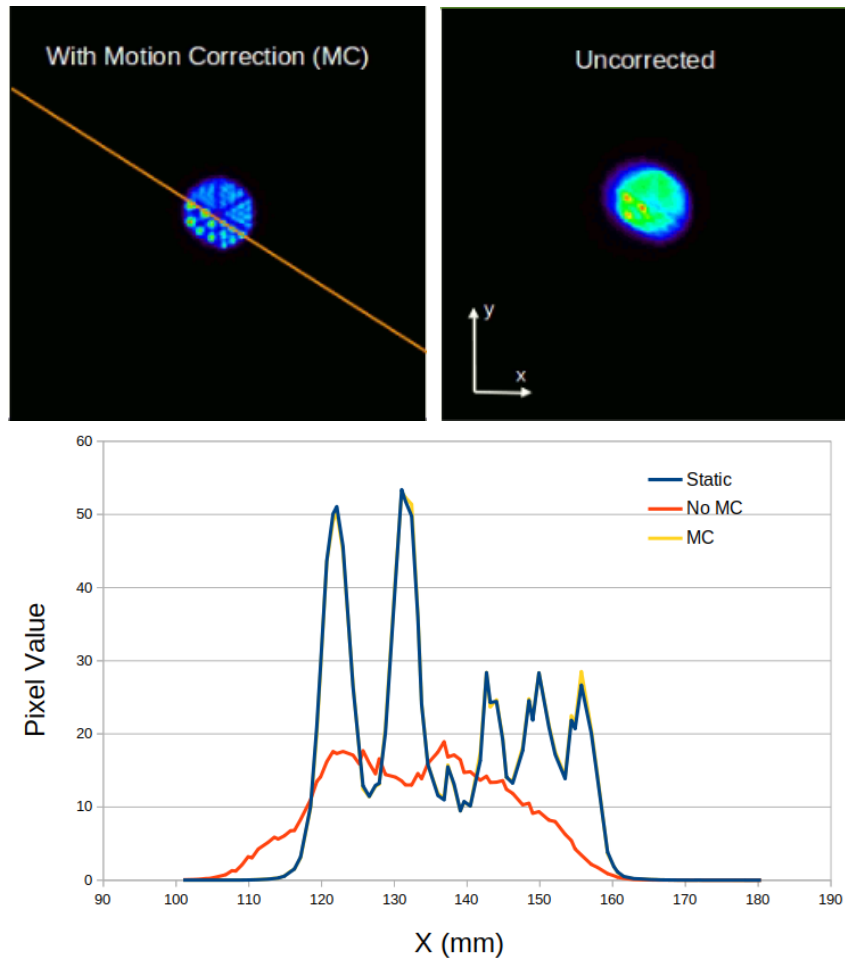 With Motion Correction (MC)
Uncorrected
y
x
60
50
40
30
20
10
0
90 100 110 120 130 140 150 160 170 180 190
Pixel Value
X (mm)
Static
No MC
MC